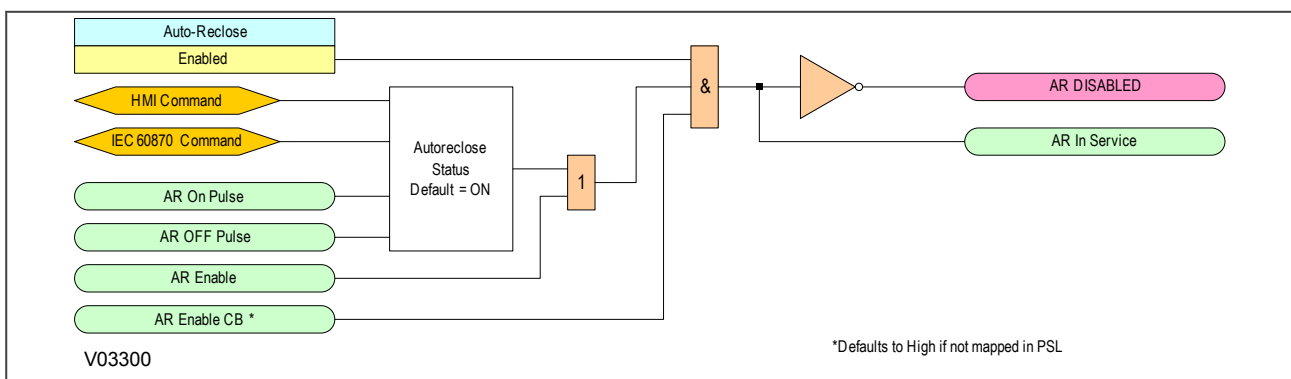 Auto-Reclose
Enabled
HMI Command
IEC 60870 Command
AR On Pulse
AR OFF Pulse
AR Enable
AR Enable CB *
Autoreclose
Status
Default = ON
1
&
AR DISABLED
AR In Service
V03300
*Defaults to High if not mapped in PSL